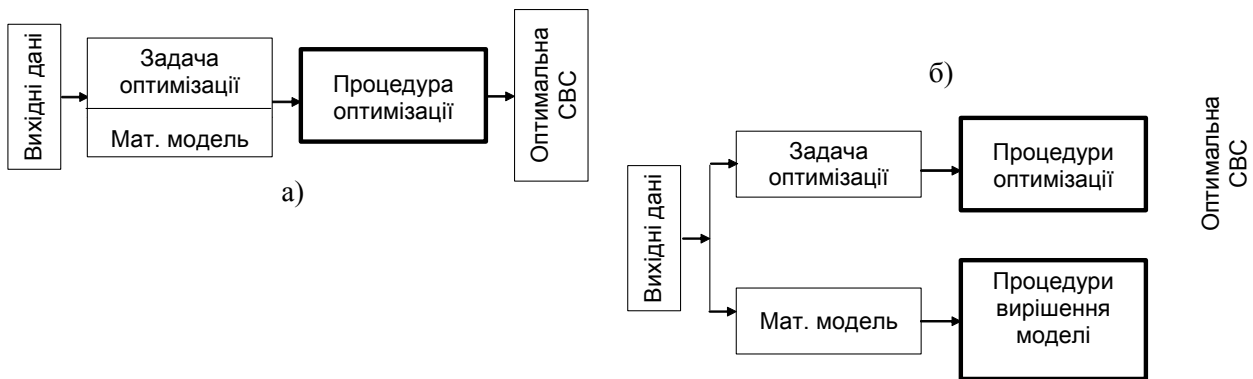 Вихідні дані
Задача
оптимізації
Мат. модель
Процедура
оптимізації
Оптимальна
СВС
а)
б)
Вихідні дані
Задача
оптимізації
Процедури
оптимізації
Мат. модель
Процедури
вирішення
моделі
Оптимальна
СВС